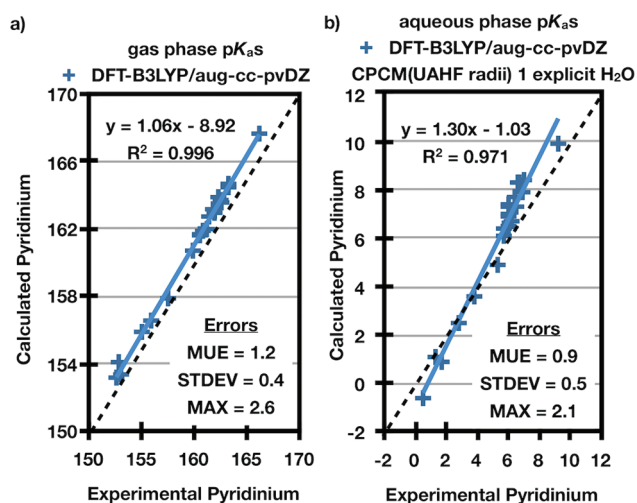 a)
gas phase pKₐs
DFT-B3LYP/aug-cc-pvDZ
y = 1.06x - 8.92
R² = 0.996
Errors
MUE = 1.2
STDEV = 0.4
MAX = 2.6
Calculated Pyridinium
170
166
162
158
154
150
150
155
160
165
170
Experimental Pyridinium
b)
aqueous phase pKₐs
DFT-B3LYP/aug-cc-pvDZ
CPCM(UAHF radii) 1 explicit H₂O
y = 1.30x - 1.03
R² = 0.971
Errors
MUE = 0.9
STDEV = 0.5
MAX = 2.1
Calculated Pyridinium
12
10
8
6
4
2
0
-2
-2
0
2
4
6
8
10
12
Experimental Pyridinium